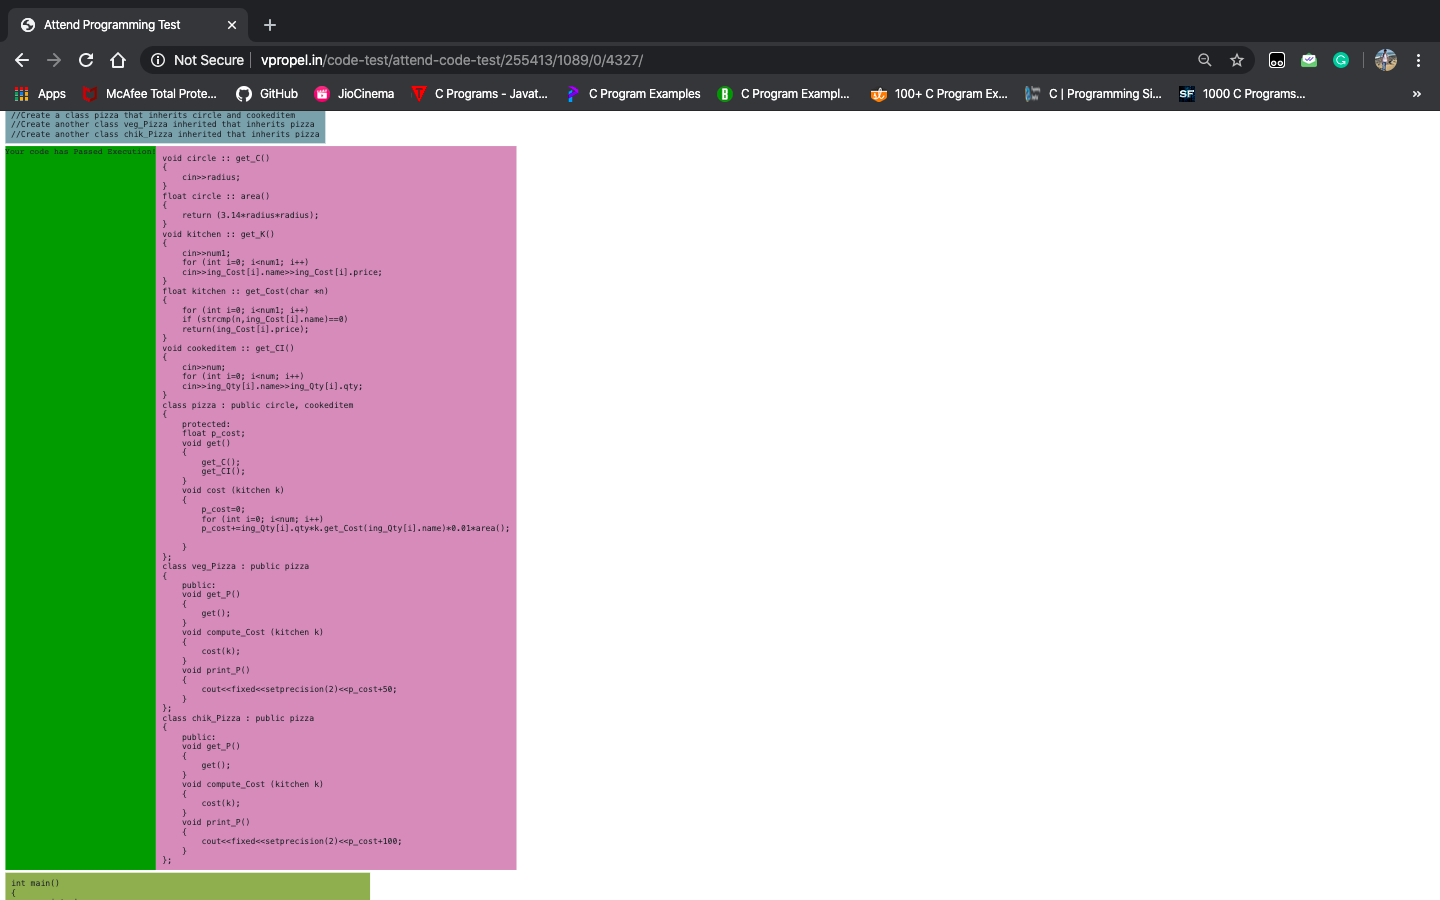 Attend Programming Test
Not Secure | vpropel.in/code-test/attend-code-test/255413/1089/0/4327/
Apps McAfee Total Prote... GitHub JioCinema C Programs - Javat... C Program Examples C Program Exampl... 100+ C Program Ex... C | Programming Si... SF 1000 C Programs... »
//Create a class pizza that inherits circle and cookeditem
//Create another class veg_Pizza inherited that inherits pizza
//Create another class chik_Pizza inherited that inherits pizza
Your code has Passed Execution!
void circle :: get_C()
{
    cin>>radius;
}
float circle :: area()
{
    return (3.14*radius*radius);
}
void kitchen :: get_K()
{
    cin>>num1;
    for (int i=0; i<num1; i++)
    cin>>ing_Cost[i].name>>ing_Cost[i].price;
}
float kitchen :: get_Cost(char *n)
{
    for (int i=0; i<num1; i++)
    if (strcmp(n,ing_Cost[i].name)==0)
    return(ing_Cost[i].price);
}
void cookeditem :: get_CI()
{
    cin>>num;
    for (int i=0; i<num; i++)
    cin>>ing_Qty[i].name>>ing_Qty[i].qty;
}
class pizza : public circle, cookeditem
{
    protected:
    float p_cost;
    void get()
    {
        get_C();
        get_CI();
    }
    void cost (kitchen k)
    {
        p_cost=0;
        for (int i=0; i<num; i++)
        p_cost+=ing_Qty[i].qty*k.get_Cost(ing_Qty[i].name)*0.01*area();
    }
};
class veg_Pizza : public pizza
{
    public:
    void get_P()
    {
        get();
    }
    void compute_Cost (kitchen k)
    {
        cost(k);
    }
    void print_P()
    {
        cout<<fixed<<setprecision(2)<<p_cost+50;
    }
};
class chik_Pizza : public pizza
{
    public:
    void get_P()
    {
        get();
    }
    void compute_Cost (kitchen k)
    {
        cost(k);
    }
    void print_P()
    {
        cout<<fixed<<setprecision(2)<<p_cost+100;
    }
};
int main()
{